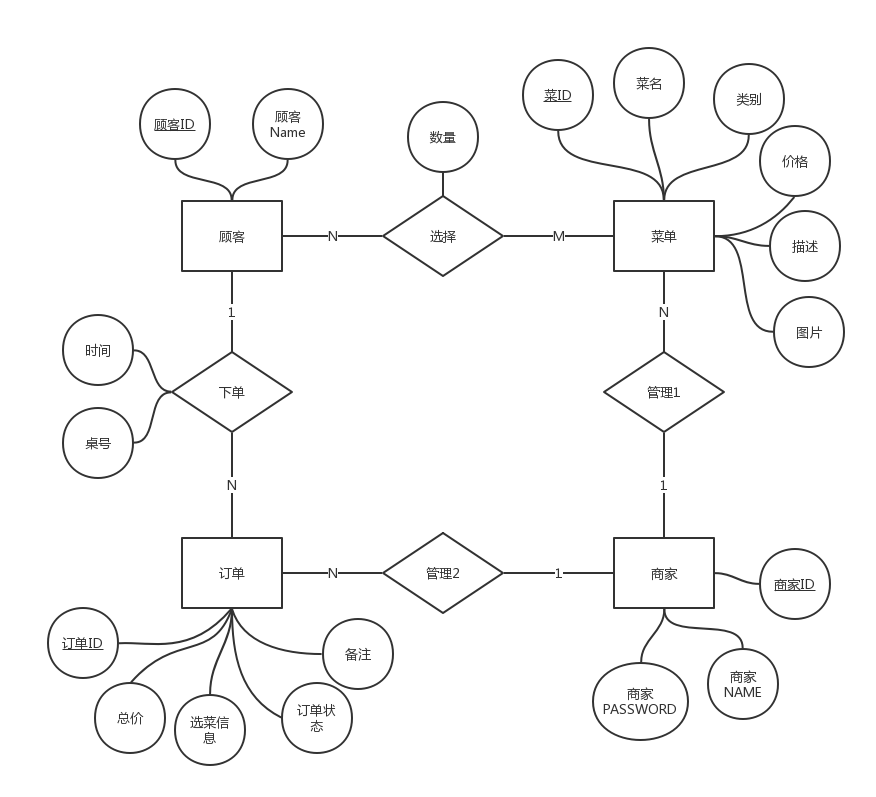 菜ID
菜名
类别
顾客ID
顾客
Name
数量
价格
顾客
N
选择
M
菜单
描述
1
N
图片
时间
下单
管理1
桌号
N
1
订单
N
管理2
1
商家
商家ID
订单ID
备注
总价
选菜信
息
订单状
态
商家
PASSWORD
商家
NAME